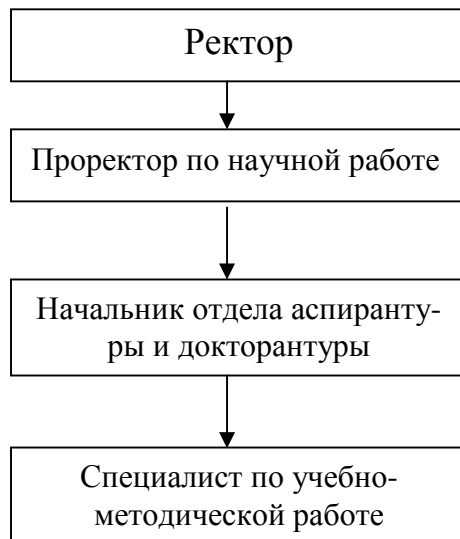 Ректор
Проректор по научной работе
Начальник отдела аспиранту-
ры и докторантуры
Специалист по учебно-
методической работе